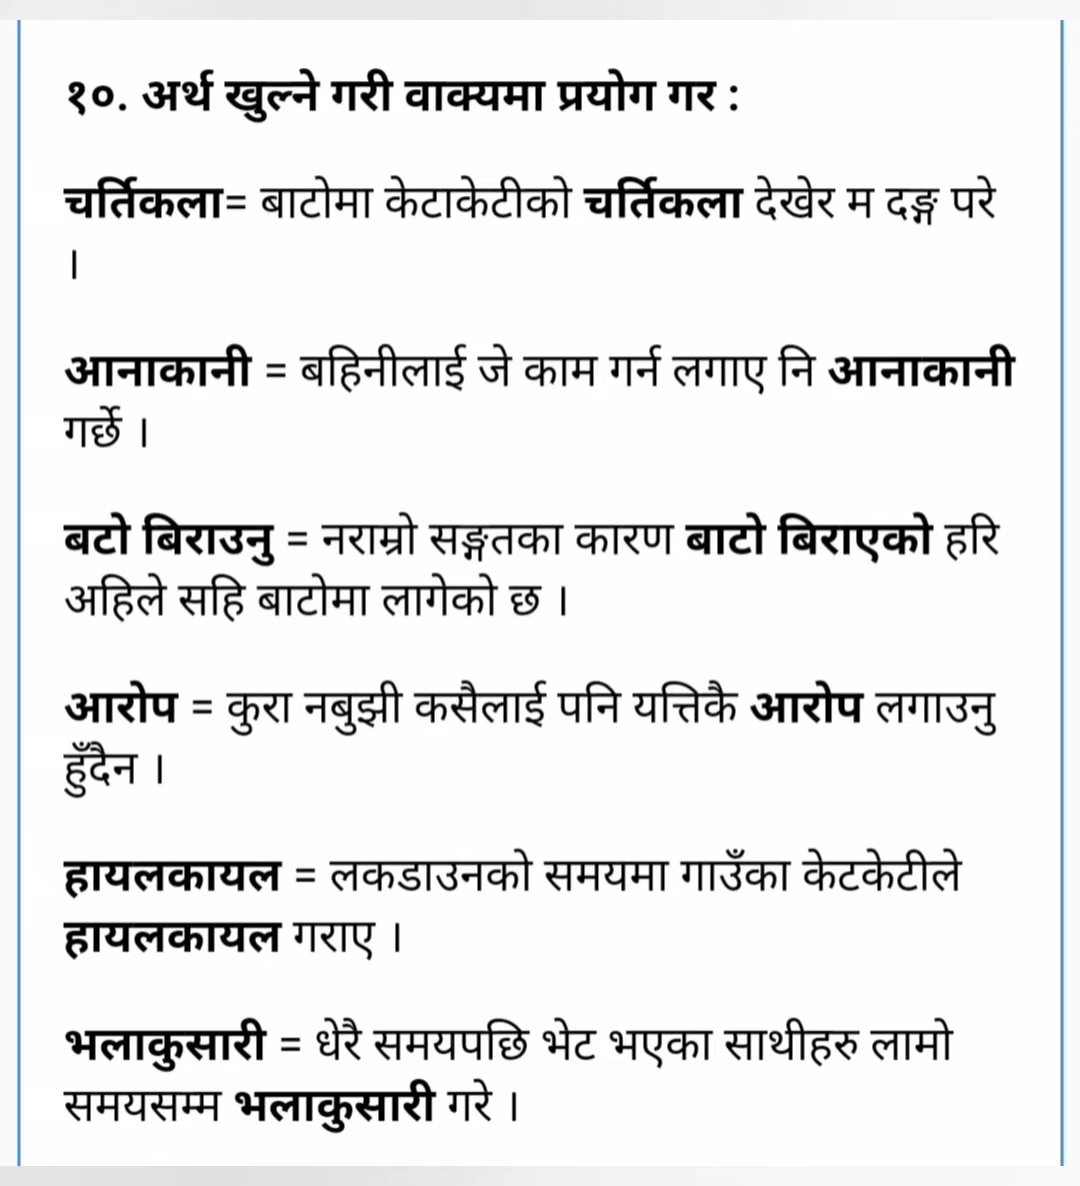 १०. अर्थ खुल्ने गरी वाक्यमा प्रयोग गर :
चर्तिकला= बाटोमा केटाकेटीको चर्तिकला देखेर म दङ्ग परे
।
आनाकानी = बहिनीलाई जे काम गर्न लगाए नि आनाकानी
गर्छे ।
बटो बिराउनु = नराम्रो सङ्गतका कारण बाटो बिराएको हरि
अहिले सहि बाटोमा लागेको छ ।
आरोप = कुरा नबुझी कसैलाई पनि यत्तिकै आरोप लगाउनु
हुँदैन ।
हायलकायल = लकडाउनको समयमा गाउँका केटकेटीले
हायलकायल गराए ।
भलाकुसारी = धेरै समयपछि भेट भएका साथीहरु लामो
समयसम्म भलाकुसारी गरे ।